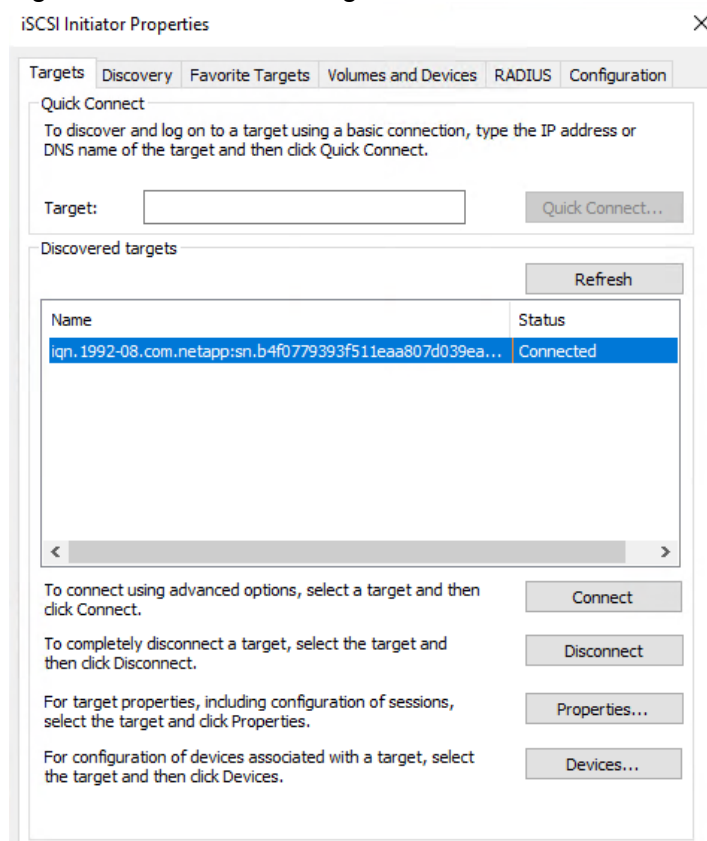 iSCSI Initiator Properties
Targets Discovery Favorite Targets Volumes and Devices RADIUS Configuration
Quick Connect
To discover and log on to a target using a basic connection, type the IP address or
DNS name of the target and then click Quick Connect.
Target:
Quick Connect...
Discovered targets
Refresh
Name Status
iqn.1992-08.com.netapp:sn.b4f0779393f511eaa807d039ea... Connected
To connect using advanced options, select a target and then
click Connect.
Connect
To completely disconnect a target, select the target and
then click Disconnect.
Disconnect
For target properties, including configuration of sessions,
select the target and click Properties.
Properties...
For configuration of devices associated with a target, select
the target and then click Devices.
Devices...